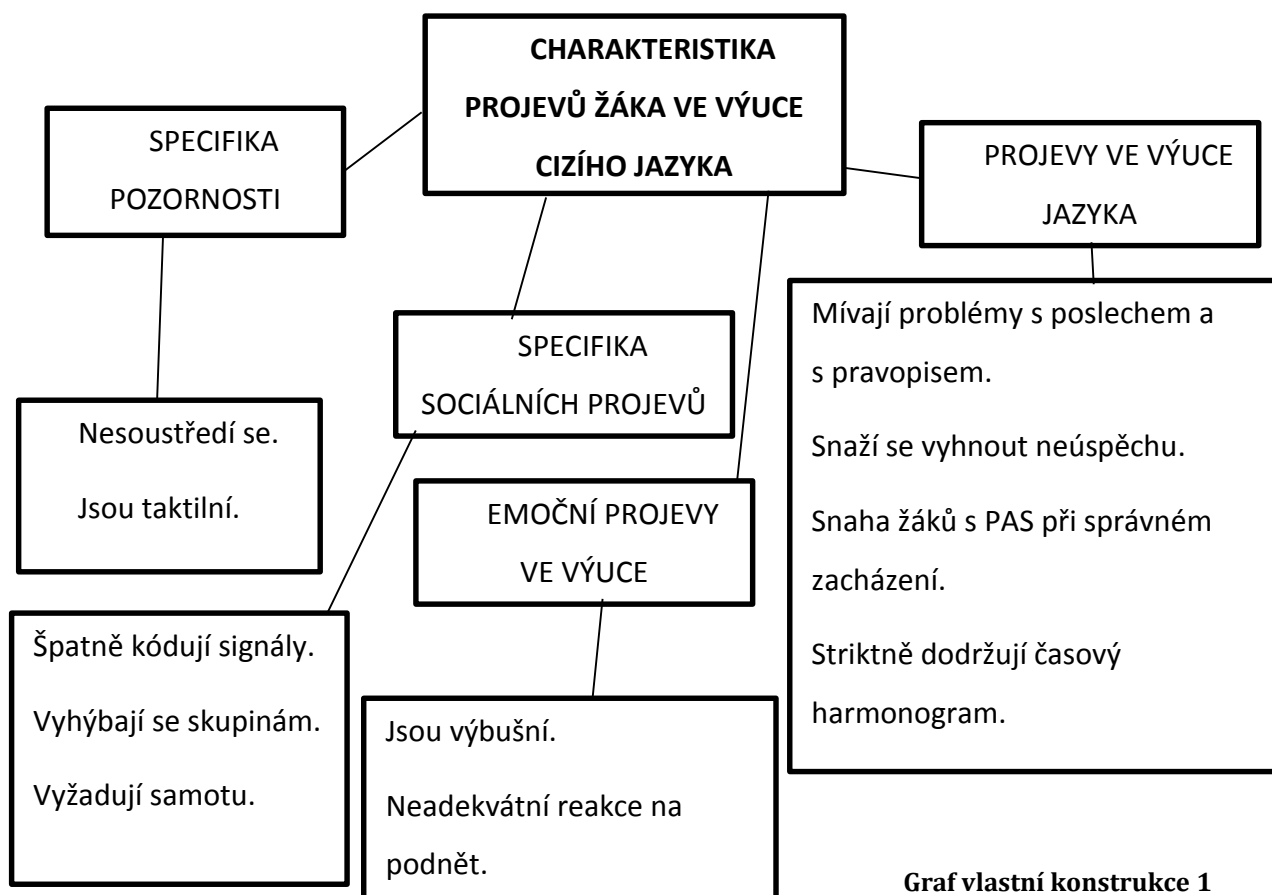 CHARAKTERISTIKA
PROJEVŮ ŽÁKA VE VÝUCE
CIZÍHO JAZYKA
SPECIFIKA
POZORNOSTI
PROJEVY VE VÝUCE
JAZYKA
SPECIFIKA
SOCIÁLNÍCH PROJEVŮ
EMOČNÍ PROJEVY
VE VÝUCE
Nesoustředí se.
Jsou taktilní.
Mívají problémy s poslechem a
s pravopisem.
Snaží se vyhnout neúspěchu.
Snaha žáků s PAS při správném
zacházení.
Striktně dodržují časový
harmonogram.
Špatně kódují signály.
Vyhýbají se skupinám.
Vyžadují samotu.
Jsou výbušní.
Neadekvátní reakce na
podnět.
Graf vlastní konstrukce 1